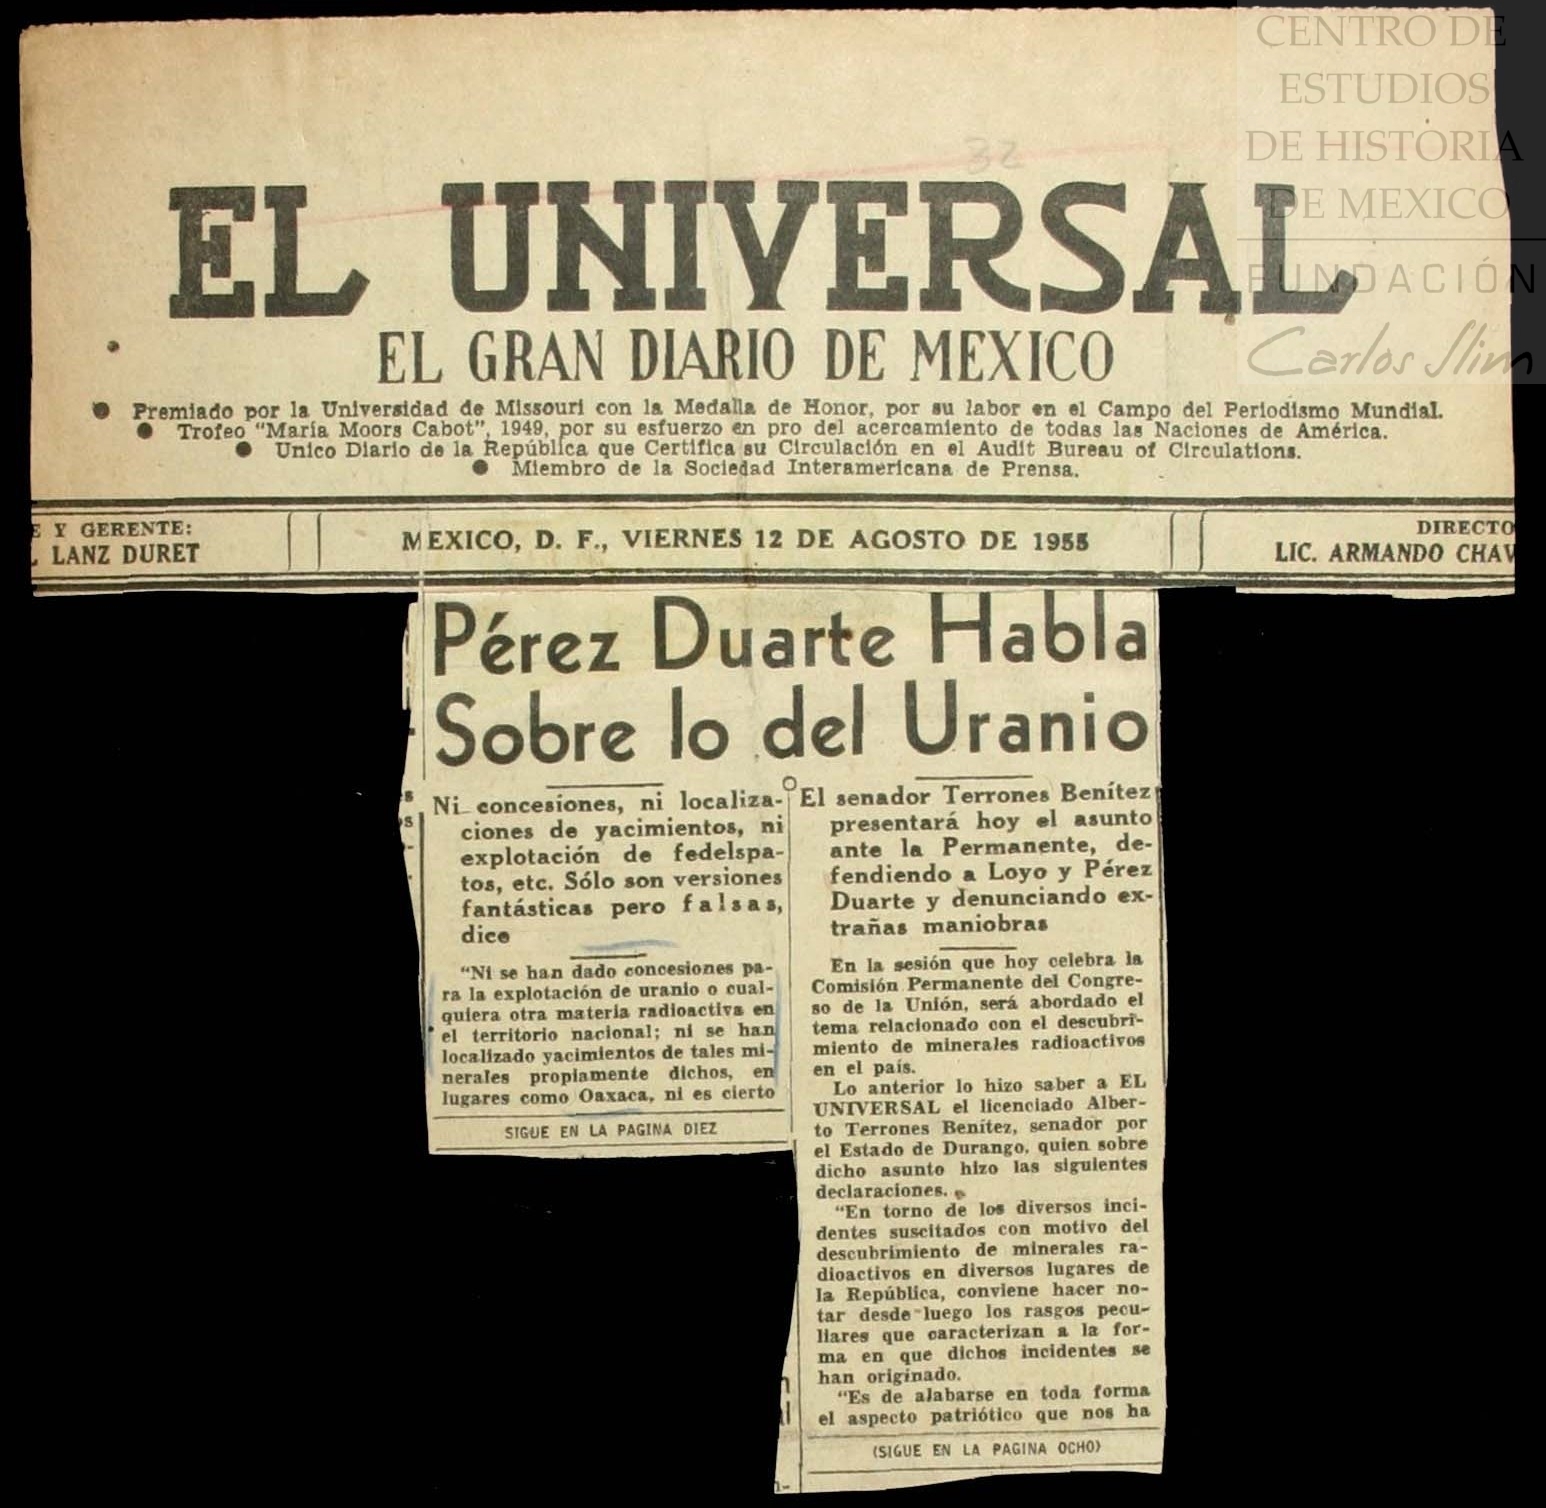 CENTRO DE
ESTUDIOS
DE HISTORIA
DE MEXICO
FUNDACIÓN
Carlos Slim
32
EL UNIVERSAL
EL GRAN DIARIO DE MEXICO
● Premiado por la Universidad de Missouri con la Medalla de Honor, por su labor en el Campo del Periodismo Mundial.
● Trofeo "María Moors Cabot", 1949, por su esfuerzo en pro del acercamiento de todas las Naciones de América.
● Unico Diario de la República que Certifica su Circulación en el Audit Bureau of Circulations.
● Miembro de la Sociedad Interamericana de Prensa.
E Y GERENTE:
LANZ DURET
MEXICO, D. F., VIERNES 12 DE AGOSTO DE 1955
DIRECTO
LIC. ARMANDO CHAV
Pérez Duarte Habla
Sobre lo del Uranio
Ni concesiones, ni localiza-
ciones de yacimientos, ni
explotación de fedelspa-
tos, etc. Sólo son versiones
fantásticas pero falsas,
dice
"Ni se han dado concesiones pa-
ra la explotación de uranio o cual-
quiera otra materia radioactiva en
el territorio nacional; ni se han
localizado yacimientos de tales mi-
nerales propiamente dichos, en
lugares como Oaxaca, ni es cierto
SIGUE EN LA PAGINA DIEZ
El senador Terrones Benítez
presentará hoy el asunto
ante la Permanente, de-
fendiendo a Loyo y Pérez
Duarte y denunciando ex-
trañas maniobras
En la sesión que hoy celebra la
Comisión Permanente del Congre-
so de la Unión, será abordado el
tema relacionado con el descubri-
miento de minerales radioactivos
en el país.
Lo anterior lo hizo saber a EL
UNIVERSAL el licenciado Alber-
to Terrones Benítez, senador por
el Estado de Durango, quien sobre
dicho asunto hizo las siguientes
declaraciones.
"En torno de los diversos inci-
dentes suscitados con motivo del
descubrimiento de minerales ra-
dioactivos en diversos lugares de
la República, conviene hacer no-
tar desde luego los rasgos pecu-
liares que caracterizan a la for-
ma en que dichos incidentes se
han originado.
"Es de alabarse en toda forma
el aspecto patriótico que nos ha
(SIGUE EN LA PAGINA OCHO)